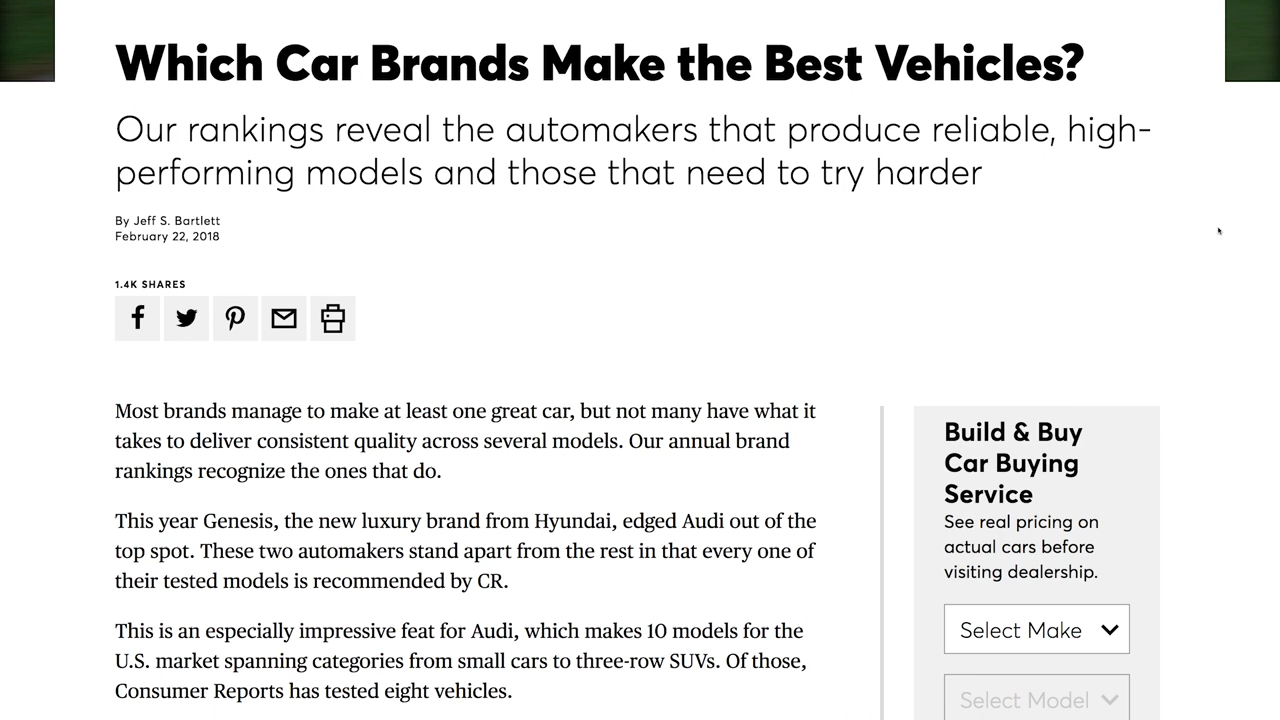 Which Car Brands Make the Best Vehicles?
Our rankings reveal the automakers that produce reliable, high-
performing models and those that need to try harder
By Jeff S. Bartlett
February 22, 2018
1.4K SHARES
Most brands manage to make at least one great car, but not many have what it
takes to deliver consistent quality across several models. Our annual brand
rankings recognize the ones that do.
This year Genesis, the new luxury brand from Hyundai, edged Audi out of the
top spot. These two automakers stand apart from the rest in that every one of
their tested models is recommended by CR.
This is an especially impressive feat for Audi, which makes 10 models for the
U.S. market spanning categories from small cars to three-row SUVs. Of those,
Consumer Reports has tested eight vehicles.
Build & Buy
Car Buying
Service
See real pricing on
actual cars before
visiting dealership.
Select Make
Select Model